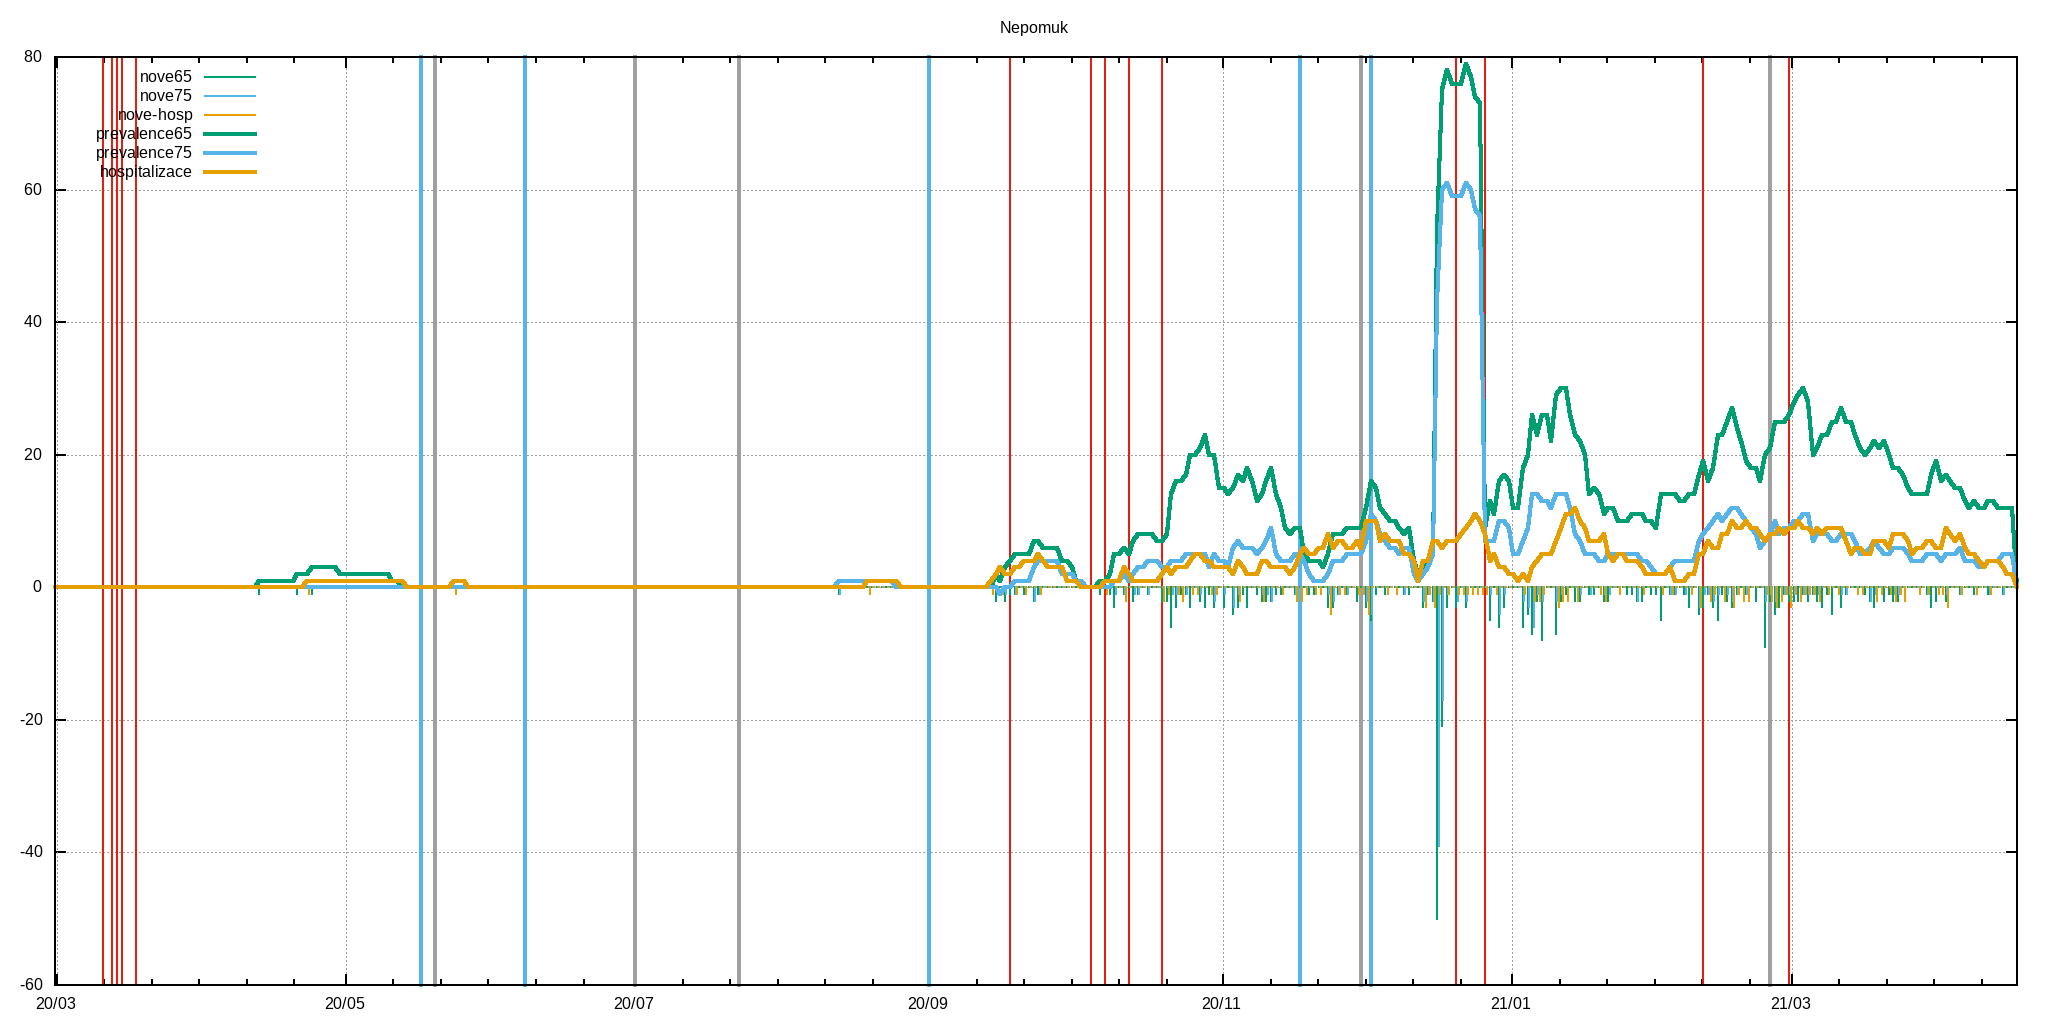 Nepomuk
80
nove65
nove75
nove-hosp
prevalence65
prevalence75
hospitalizace
60
40
20
0
-20
-40
-60
20/03 20/05 20/07 20/09 20/11 21/01 21/03